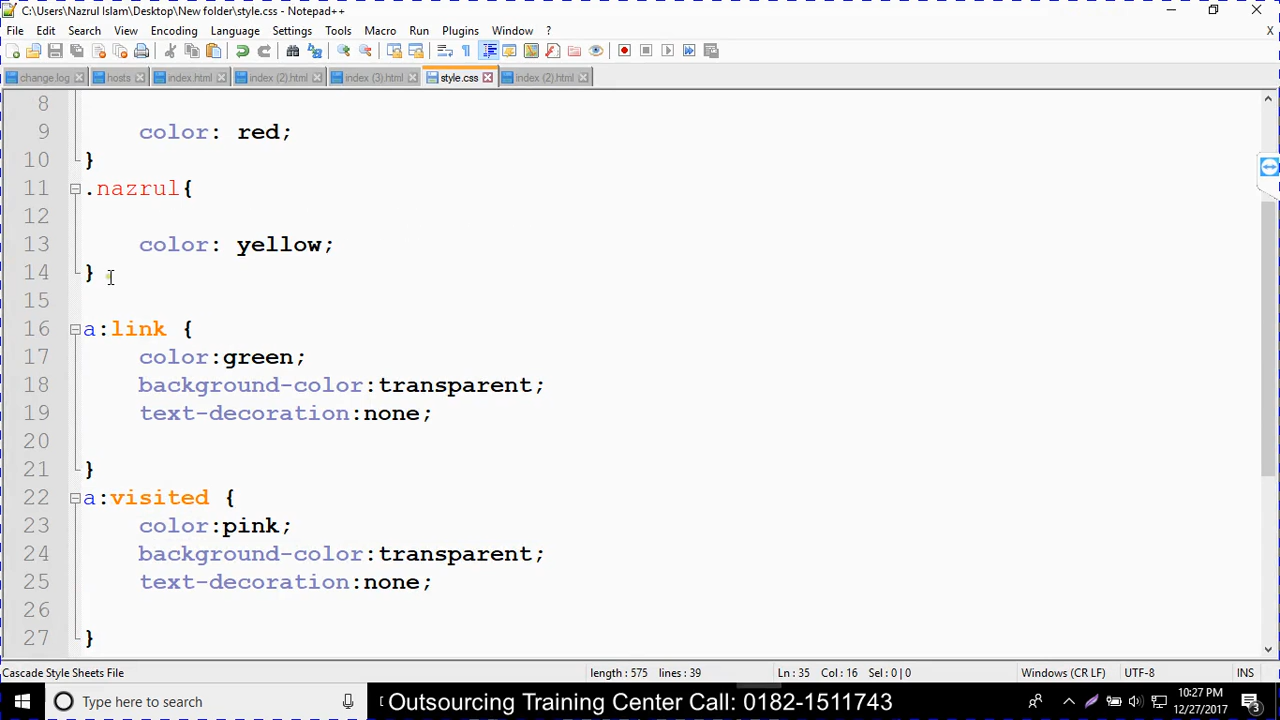 C:\Users\Nazrul Islam\Desktop\New folder\style.css - Notepad++
File Edit Search View Encoding Language Settings Tools Macro Run Plugins Window ? X
change.log hosts index.html index (2).html index (3).html style.css index (2).html
8
9 color: red;
10 }
11 .nazrul{
12
13 color: yellow;
14 }
15
16 a:link {
17 color:green;
18 background-color:transparent;
19 text-decoration:none;
20
21 }
22 a:visited {
23 color:pink;
24 background-color:transparent;
25 text-decoration:none;
26
27 }
Cascade Style Sheets File length : 575 lines : 39 Ln : 35 Col : 16 Sel : 0 | 0 Windows (CR LF) UTF-8 INS
Type here to search [ Outsourcing Training Center Call: 0182-1511743 10:27 PM
12/27/2017 3